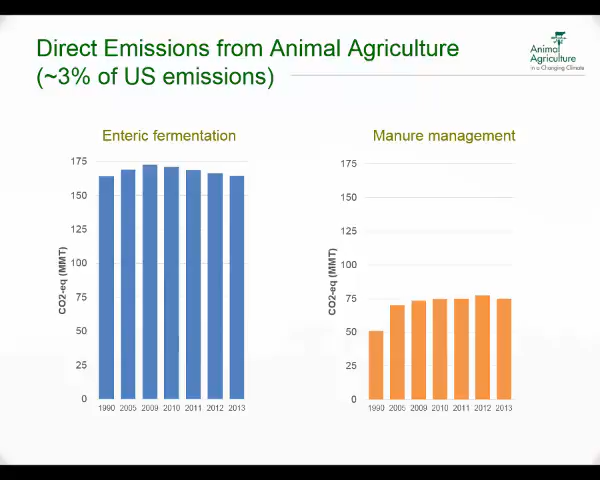 Direct Emissions from Animal Agriculture
(~3% of US emissions)
Animal
Agriculture
in a Changing Climate
Enteric fermentation
175
150
125
100
75
50
25
0
CO2-eq (MMT)
1990 2005 2009 2010 2011 2012 2013
Manure management
175
150
125
100
75
50
25
0
CO2-eq (MMT)
1990 2005 2009 2010 2011 2012 2013